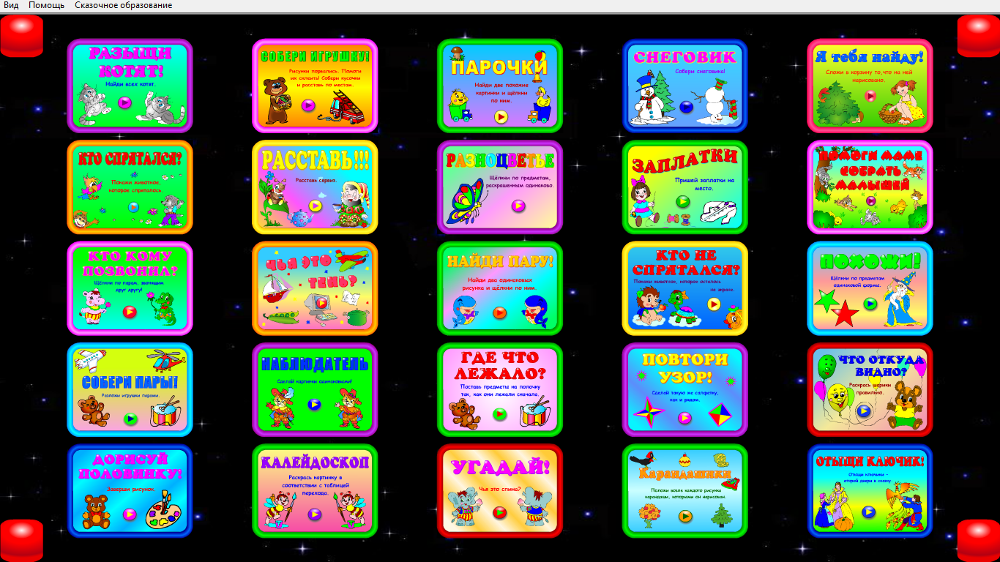 Вид Помощь Сказочное образование
РАЗЫЩИ
КОТЯТ!
Найди всех котят.
СОБЕРИ ИГРУШКУ!
Рисунки порвались. Помоги
их склеить! Собери кусочки
и расставь по местам.
ПАРОЧКИ
Найди две похожие
картинки и щёлкни
по ним.
СНЕГОВИК
Собери снеговика!
Я тебя найду!
Сложи в корзину то,что на ней
нарисовано.
КТО СПРЯТАЛСЯ?
Покажи животное,
которое спряталось.
РАССТАВЬ!!!
Расставь сервиз.
РАЗНОЦВЕТЬЕ
Щёлкни по предметам,
раскрашенным одинаково.
ЗАПЛАТКИ
Пришей заплатки на
место.
ПОМОГИ МАМЕ
СОБРАТЬ
МАЛЫШЕЙ
КТО КОМУ
ПОЗВОНИЛ?
Щёлкни по парам, звонящим
друг другу!
ЧЬЯ ЭТО
ТЕНЬ?
НАЙДИ ПАРУ!
Найди два одинаковых
рисунка и щёлкни по ним.
КТО НЕ
СПРЯТАЛСЯ?
Покажи животное, которое осталось
на экране.
ПОХОЖИ!
Щёлкни по предметам
одинаковой формы.
СОБЕРИ ПАРЫ!
Разложи игрушки парами.
НАБЛЮДАТЕЛЬ
Сделай картинки одинаковыми!
ГДЕ ЧТО
ЛЕЖАЛО?
Поставь предметы на полочку
так, как они лежали сначала.
ПОВТОРИ
УЗОР!
Сделай такую же салфетку,
как и рядом.
ЧТО ОТКУДА
ВИДНО?
Раскрась шарики
правильно.
ДОРИСУЙ
ПОЛОВИНКУ!
Заверши рисунок.
КАЛЕЙДОСКОП
Раскрась картинку в
соответствии с таблицей
перехода.
УГАДАЙ!
Чья это спина?
Карандашики
Положи возле каждого рисунка
карандаши, которыми он нарисован.
ОТЫЩИ КЛЮЧИК!
Отыщи ключики -
открой двери в сказку